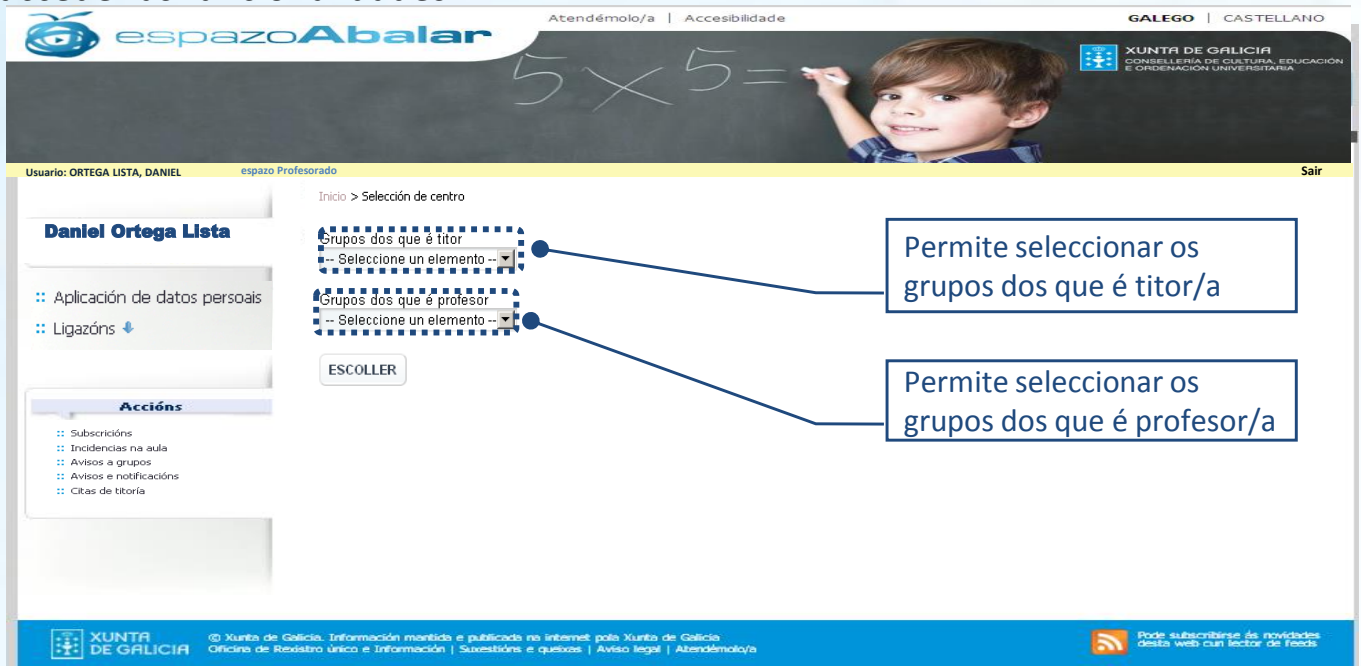 Atendémolo/a | Accesibilidade
GALEGO | CASTELLANO
espazoAbalar
5 x 5 =
XUNTA DE GALICIA
CONSELLERÍA DE CULTURA, EDUCACIÓN
E ORDENACIÓN UNIVERSITARIA
Usuario: ORTEGA LISTA, DANIEL
espazo Profesorado
Sair
Inicio > Selección de centro
Daniel Ortega Lista
Grupos dos que é titor
-- Seleccione un elemento --
Permite seleccionar os
grupos dos que é titor/a
:: Aplicación de datos persoais
:: Ligazóns
Grupos dos que é profesor
-- Seleccione un elemento --
ESCOLLER
Permite seleccionar os
grupos dos que é profesor/a
Accións
:: Subscricións
:: Incidencias na aula
:: Avisos a grupos
:: Avisos e notificacións
:: Citas de titoría
XUNTA
DE GALICIA
© Xunta de Galicia. Información mantida e publicada na internet pola Xunta de Galicia
Oficina de Rexistro único e Información | Suxestións e queixas | Aviso legal | Atendémolo/a
Pode subscribirse ás novidades
desta web cun lector de feeds